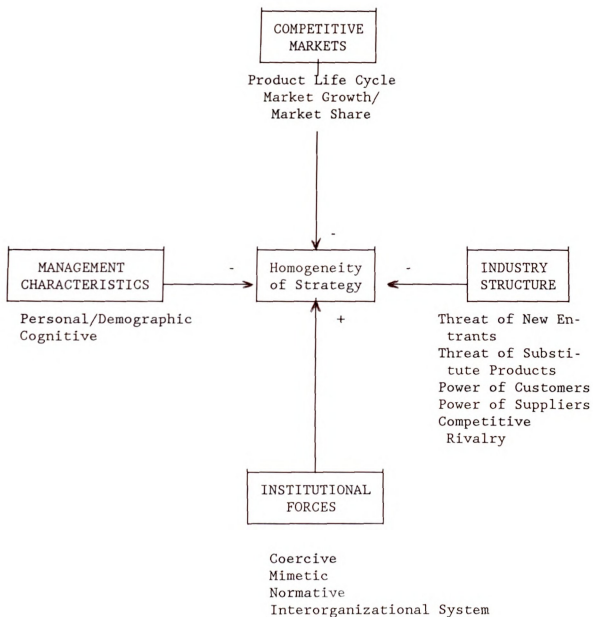 COMPETITIVE
MARKETS
Product Life Cycle
Market Growth/
Market Share
-
MANAGEMENT
CHARACTERISTICS
-
Personal/Demographic
Cognitive
Homogeneity
of Strategy
-
INDUSTRY
STRUCTURE
Threat of New En-
trants
Threat of Substi-
tute Products
Power of Customers
Power of Suppliers
Competitive
Rivalry
+
INSTITUTIONAL
FORCES
Coercive
Mimetic
Normative
Interorganizational System